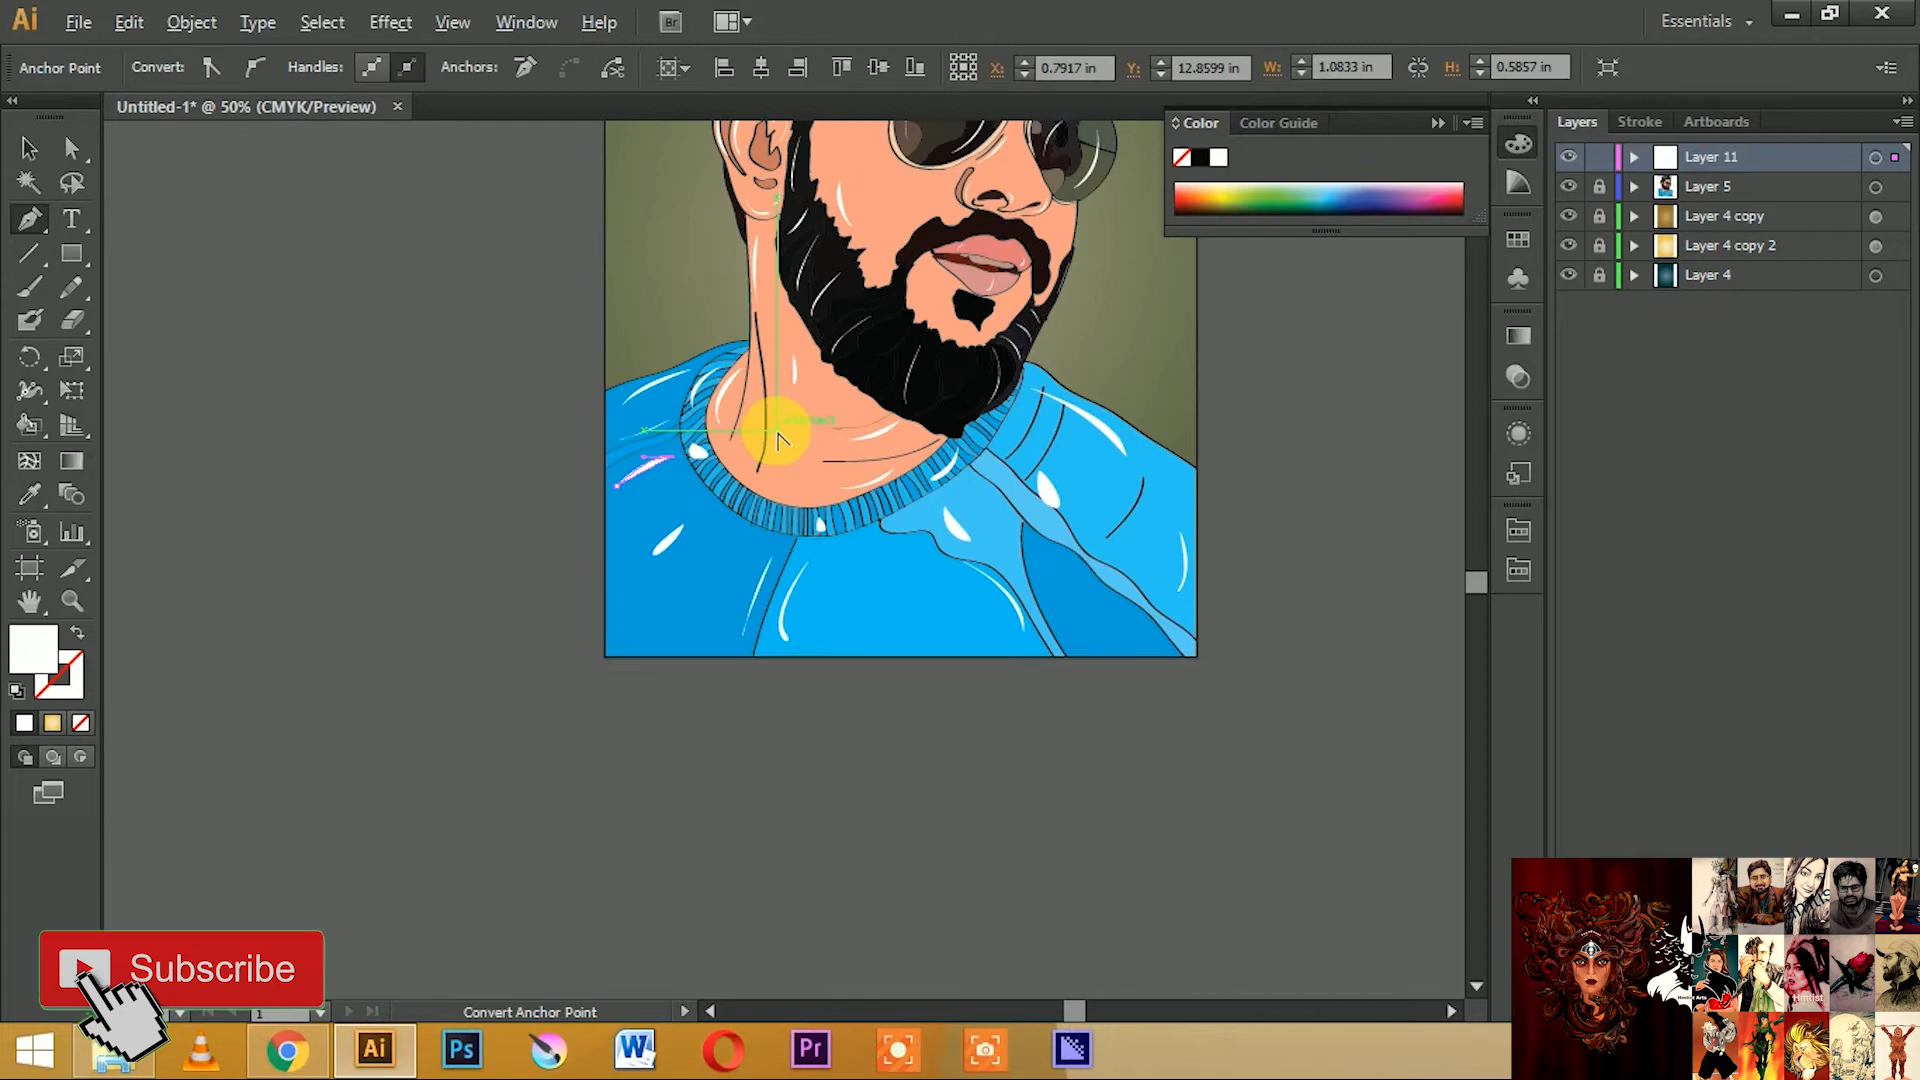 Ai File Edit Object Type Select Effect View Window Help Br Essentials
Anchor Point Convert: Handles: Anchors: X: 0.7917 in Y: 12.8599 in W: 1.0833 in H: 0.5857 in
Untitled-1* @ 50% (CMYK/Preview)
Color Color Guide
Layers Stroke Artboards
Layer 11
Layer 5
Layer 4 copy
Layer 4 copy 2
Layer 4
T
Subscribe
1 Convert Anchor Point
Ai Ps W Pr